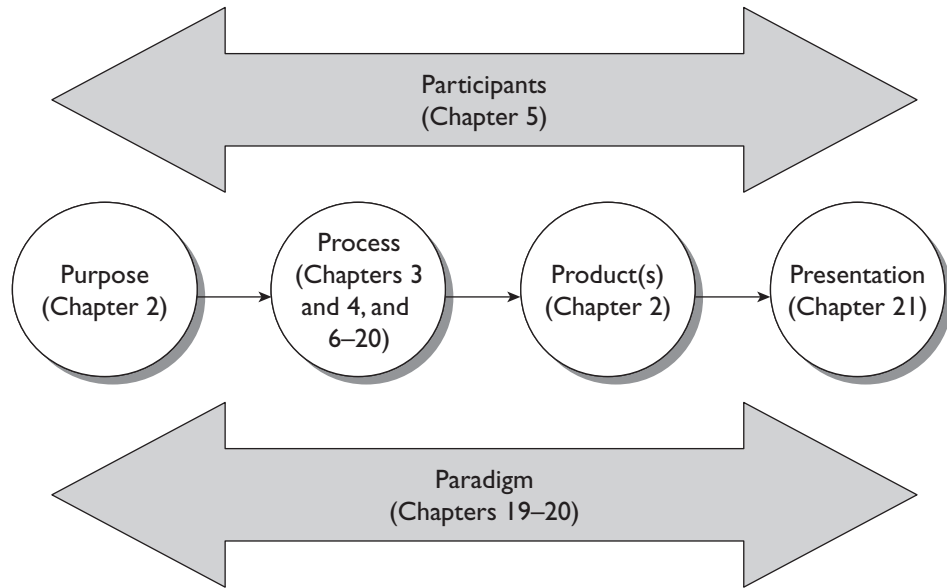 Participants
(Chapter 5)
Purpose
(Chapter 2)
Process
(Chapters 3
and 4, and
6–20)
Product(s)
(Chapter 2)
Presentation
(Chapter 21)
Paradigm
(Chapters 19–20)